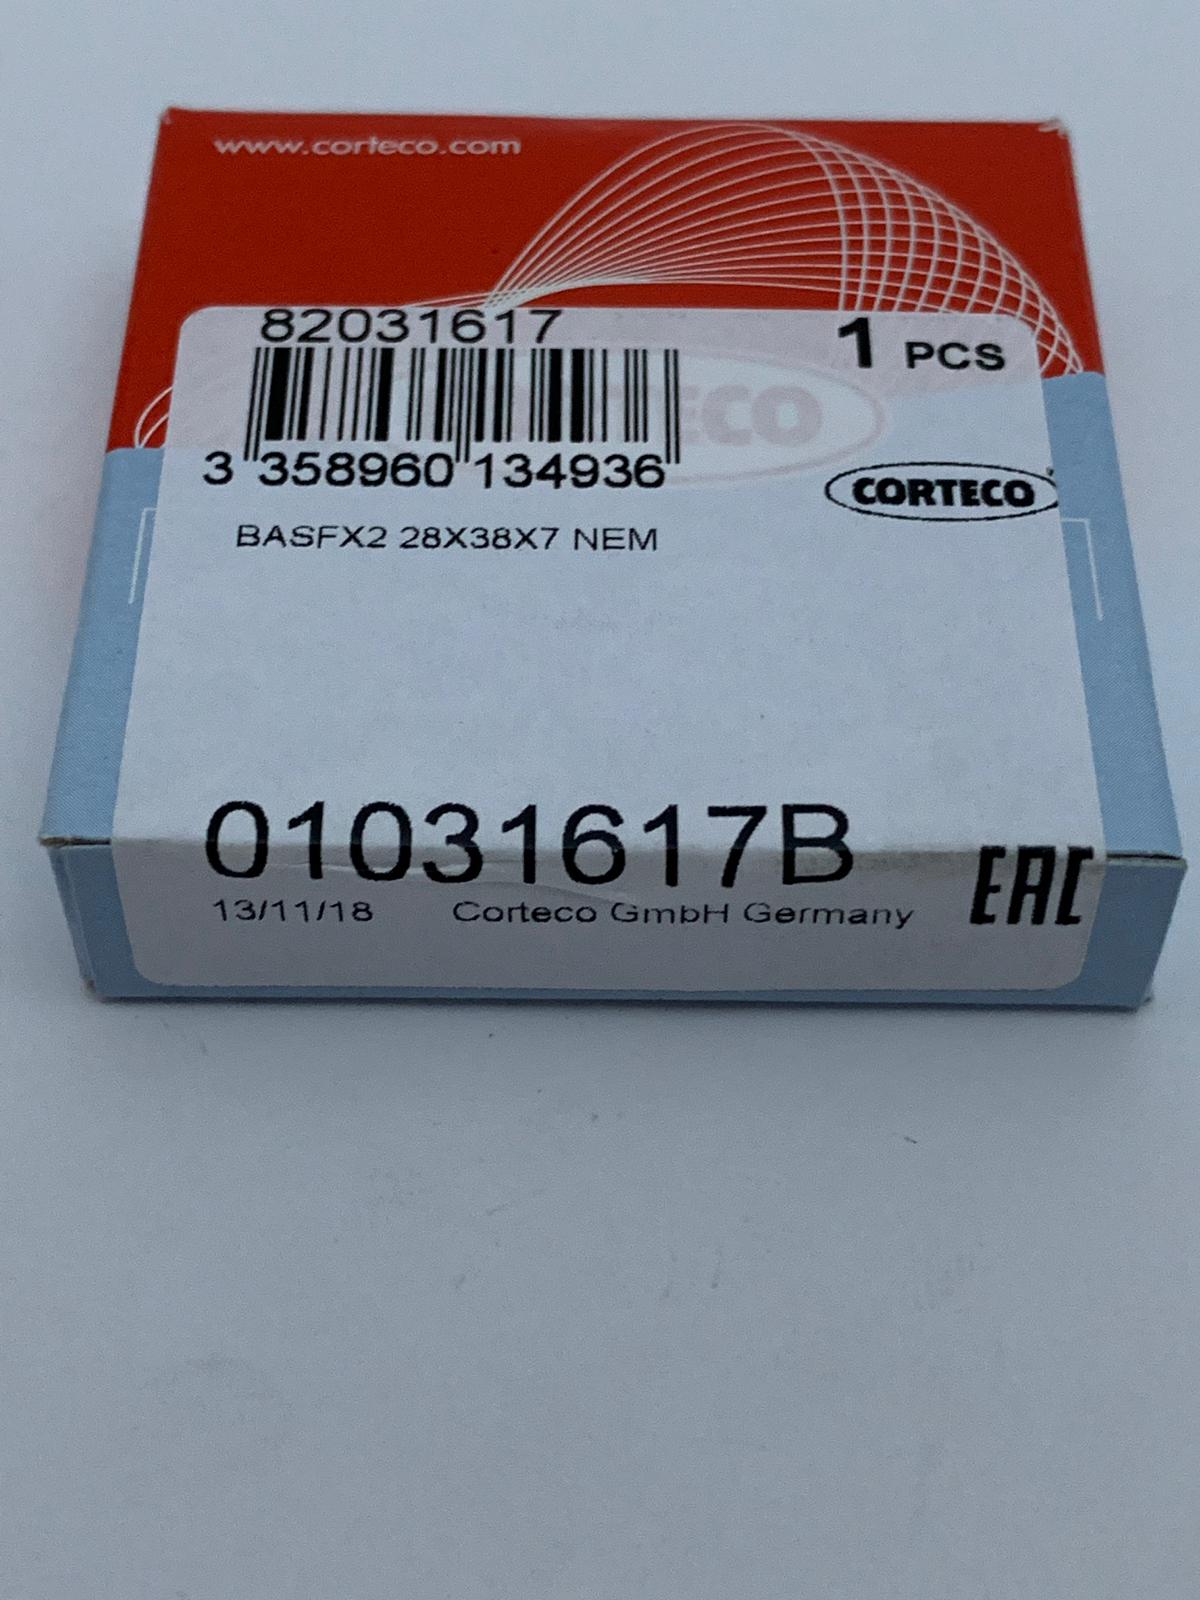 www.corteco.com
82031617
1 PCS
3 358960 134936
CORTECO
BASFX2 28X38X7 NEM
01031617B
13/11/18 Corteco GmbH Germany
EAC